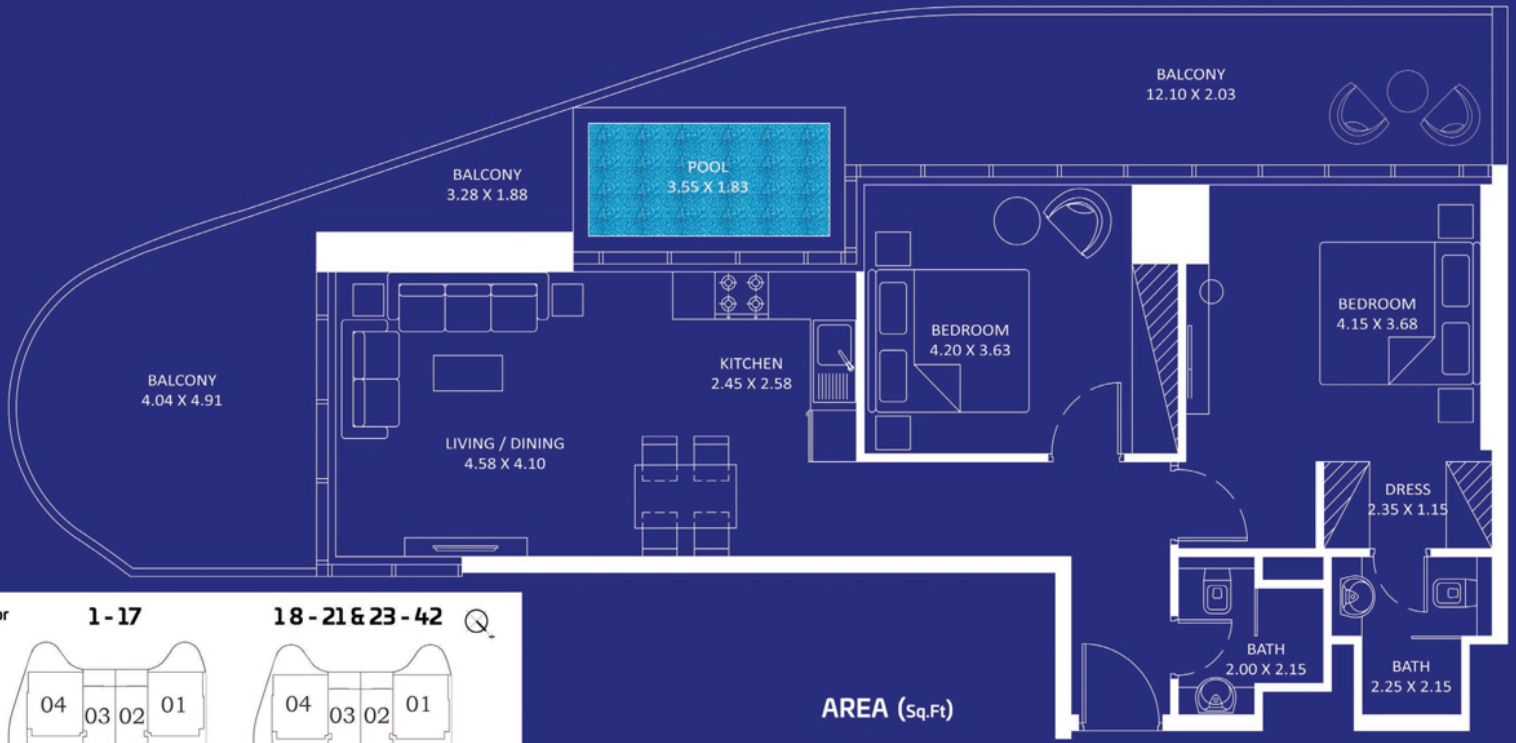 BALCONY
12.10 X 2.03
BALCONY
3.28 X 1.88
POOL
3.55 X 1.83
BALCONY
4.04 X 4.91
LIVING / DINING
4.58 X 4.10
KITCHEN
2.45 X 2.58
BEDROOM
4.20 X 3.63
BEDROOM
4.15 X 3.68
DRESS
2.35 X 1.15
BATH
2.00 X 2.15
BATH
2.25 X 2.15
1 - 17
18 - 21 & 23 - 42
04 03 02 01
04 03 02 01
AREA (Sq.Ft)